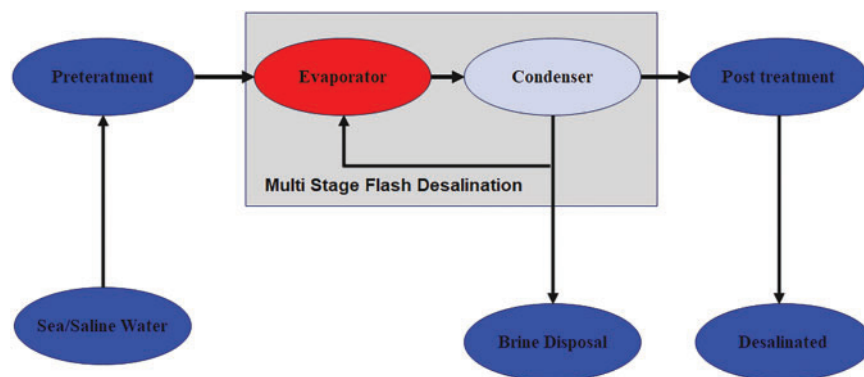 Preteratment
Evaporator
Condenser
Post treatment
Multi Stage Flash Desalination
Sea/Saline Water
Brine Disposal
Desalinated